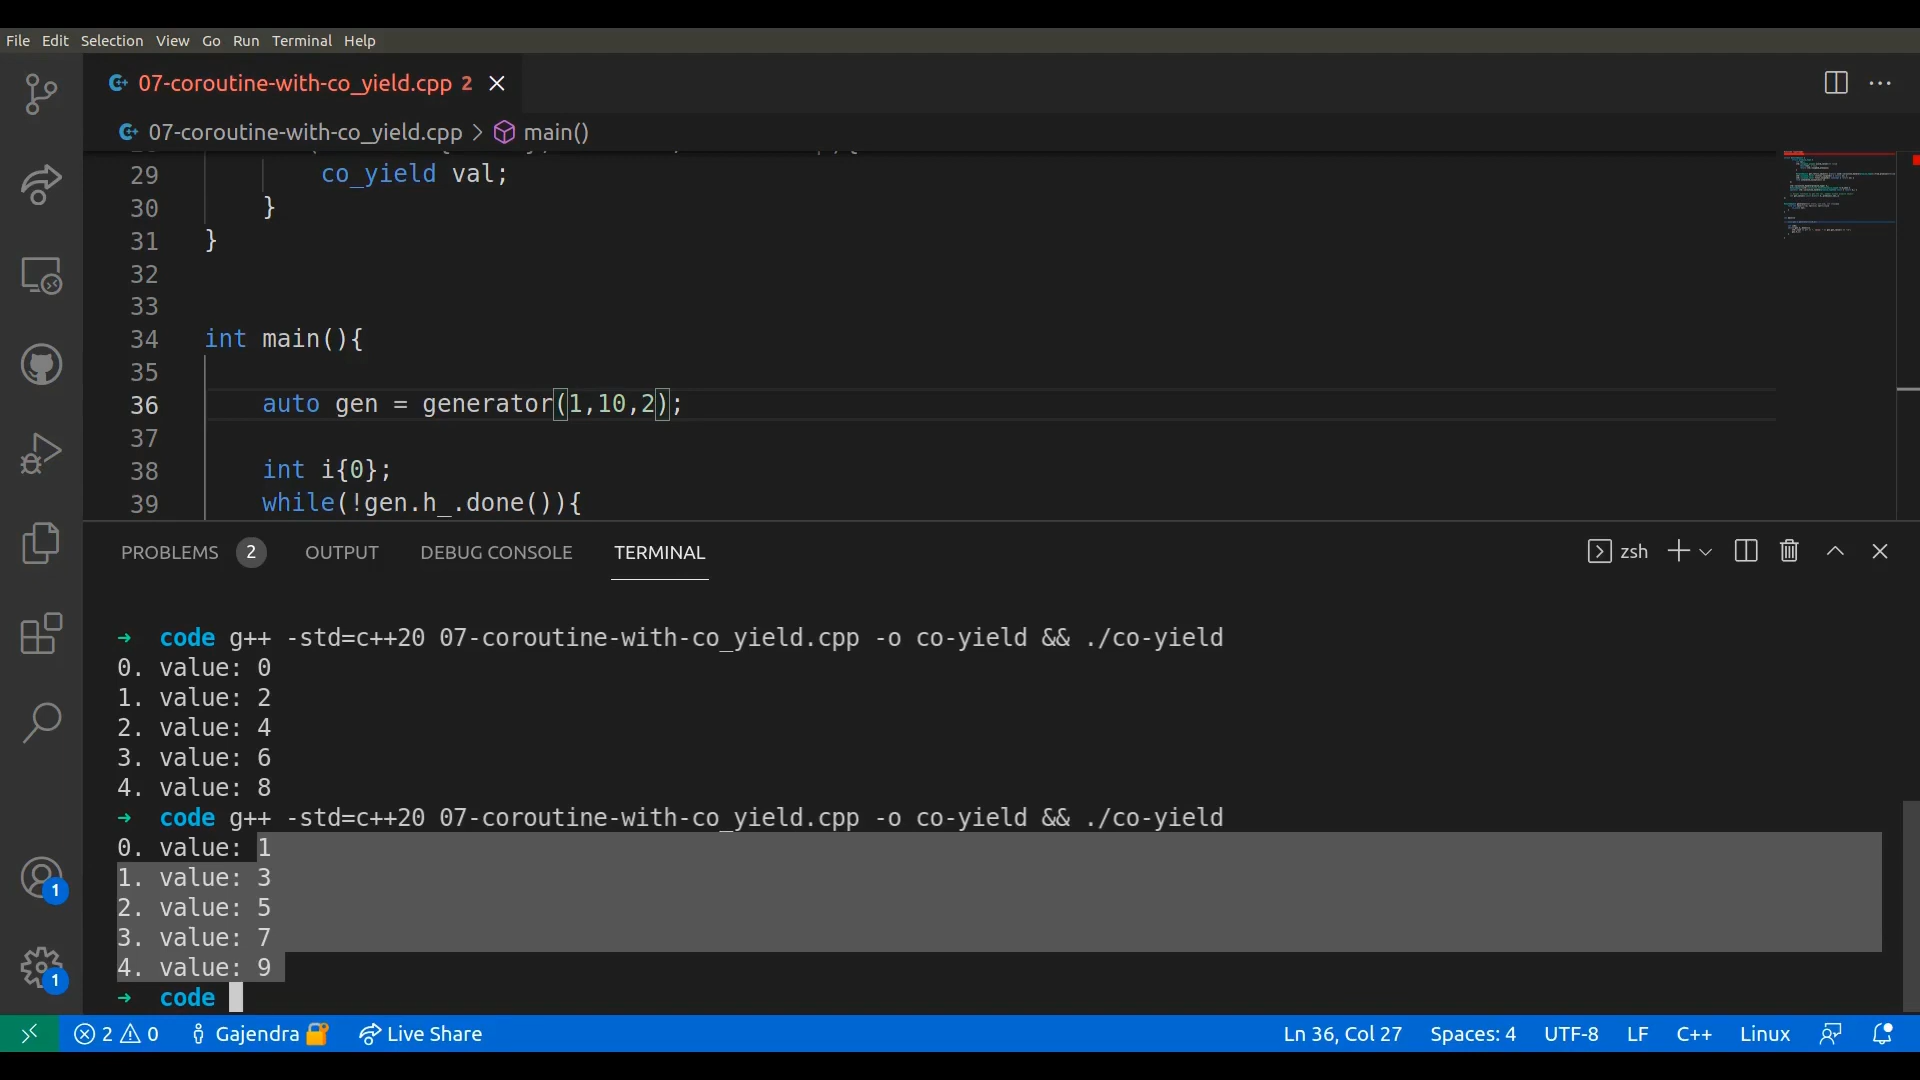 File Edit Selection View Go Run Terminal Help
07-coroutine-with-co_yield.cpp 2
07-coroutine-with-co_yield.cpp > main()
29 co_yield val;
30 }
31 }
32
33
34 int main(){
35
36 auto gen = generator(1,10,2);
37
38 int i{0};
39 while(!gen.h_.done()){
PROBLEMS 2 OUTPUT DEBUG CONSOLE TERMINAL zsh
➜ code g++ -std=c++20 07-coroutine-with-co_yield.cpp -o co-yield && ./co-yield
0. value: 0
1. value: 2
2. value: 4
3. value: 6
4. value: 8
➜ code g++ -std=c++20 07-coroutine-with-co_yield.cpp -o co-yield && ./co-yield
0. value: 1
1. value: 3
2. value: 5
3. value: 7
4. value: 9
➜ code
1
1
2 0 Gajendra Live Share Ln 36, Col 27 Spaces: 4 UTF-8 LF C++ Linux